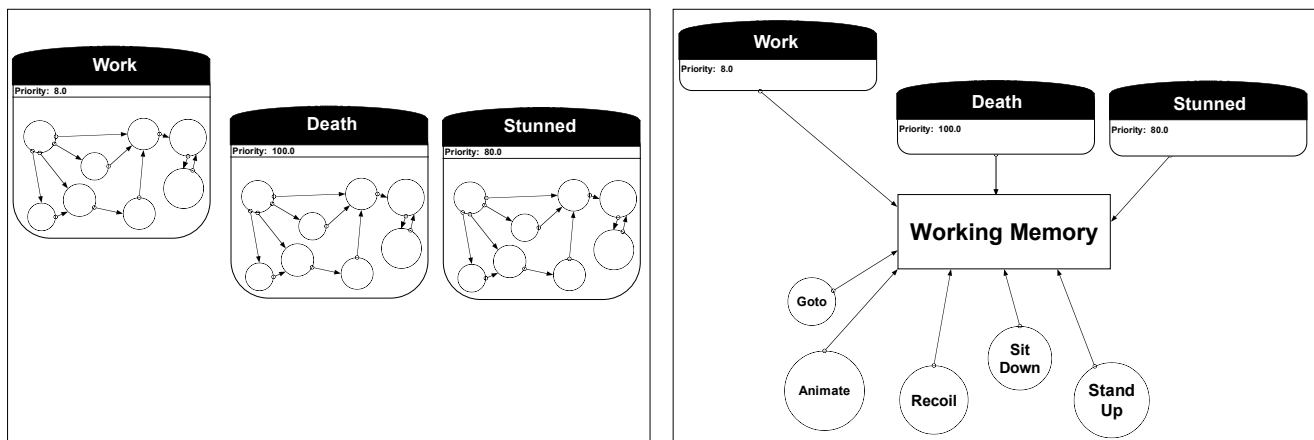 Work
Priority: 8.0
Death
Priority: 100.0
Stunned
Priority: 80.0
Work
Priority: 8.0
Death
Priority: 100.0
Stunned
Priority: 80.0
Working Memory
Goto
Animate
Recoil
Sit
Down
Stand
Up